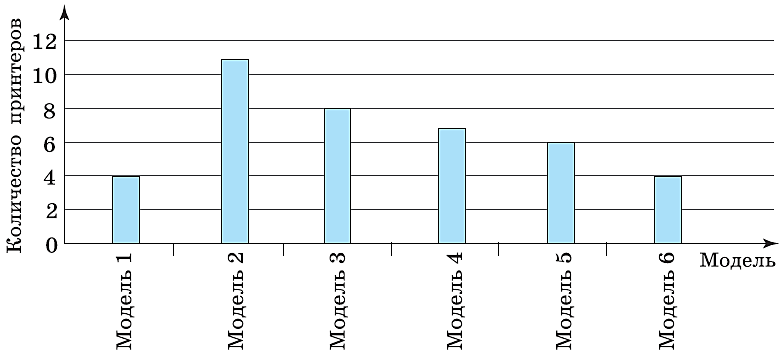 Количество принтеров
12
10
8
6
4
2
0
Модель 1
Модель 2
Модель 3
Модель 4
Модель 5
Модель 6
Модель